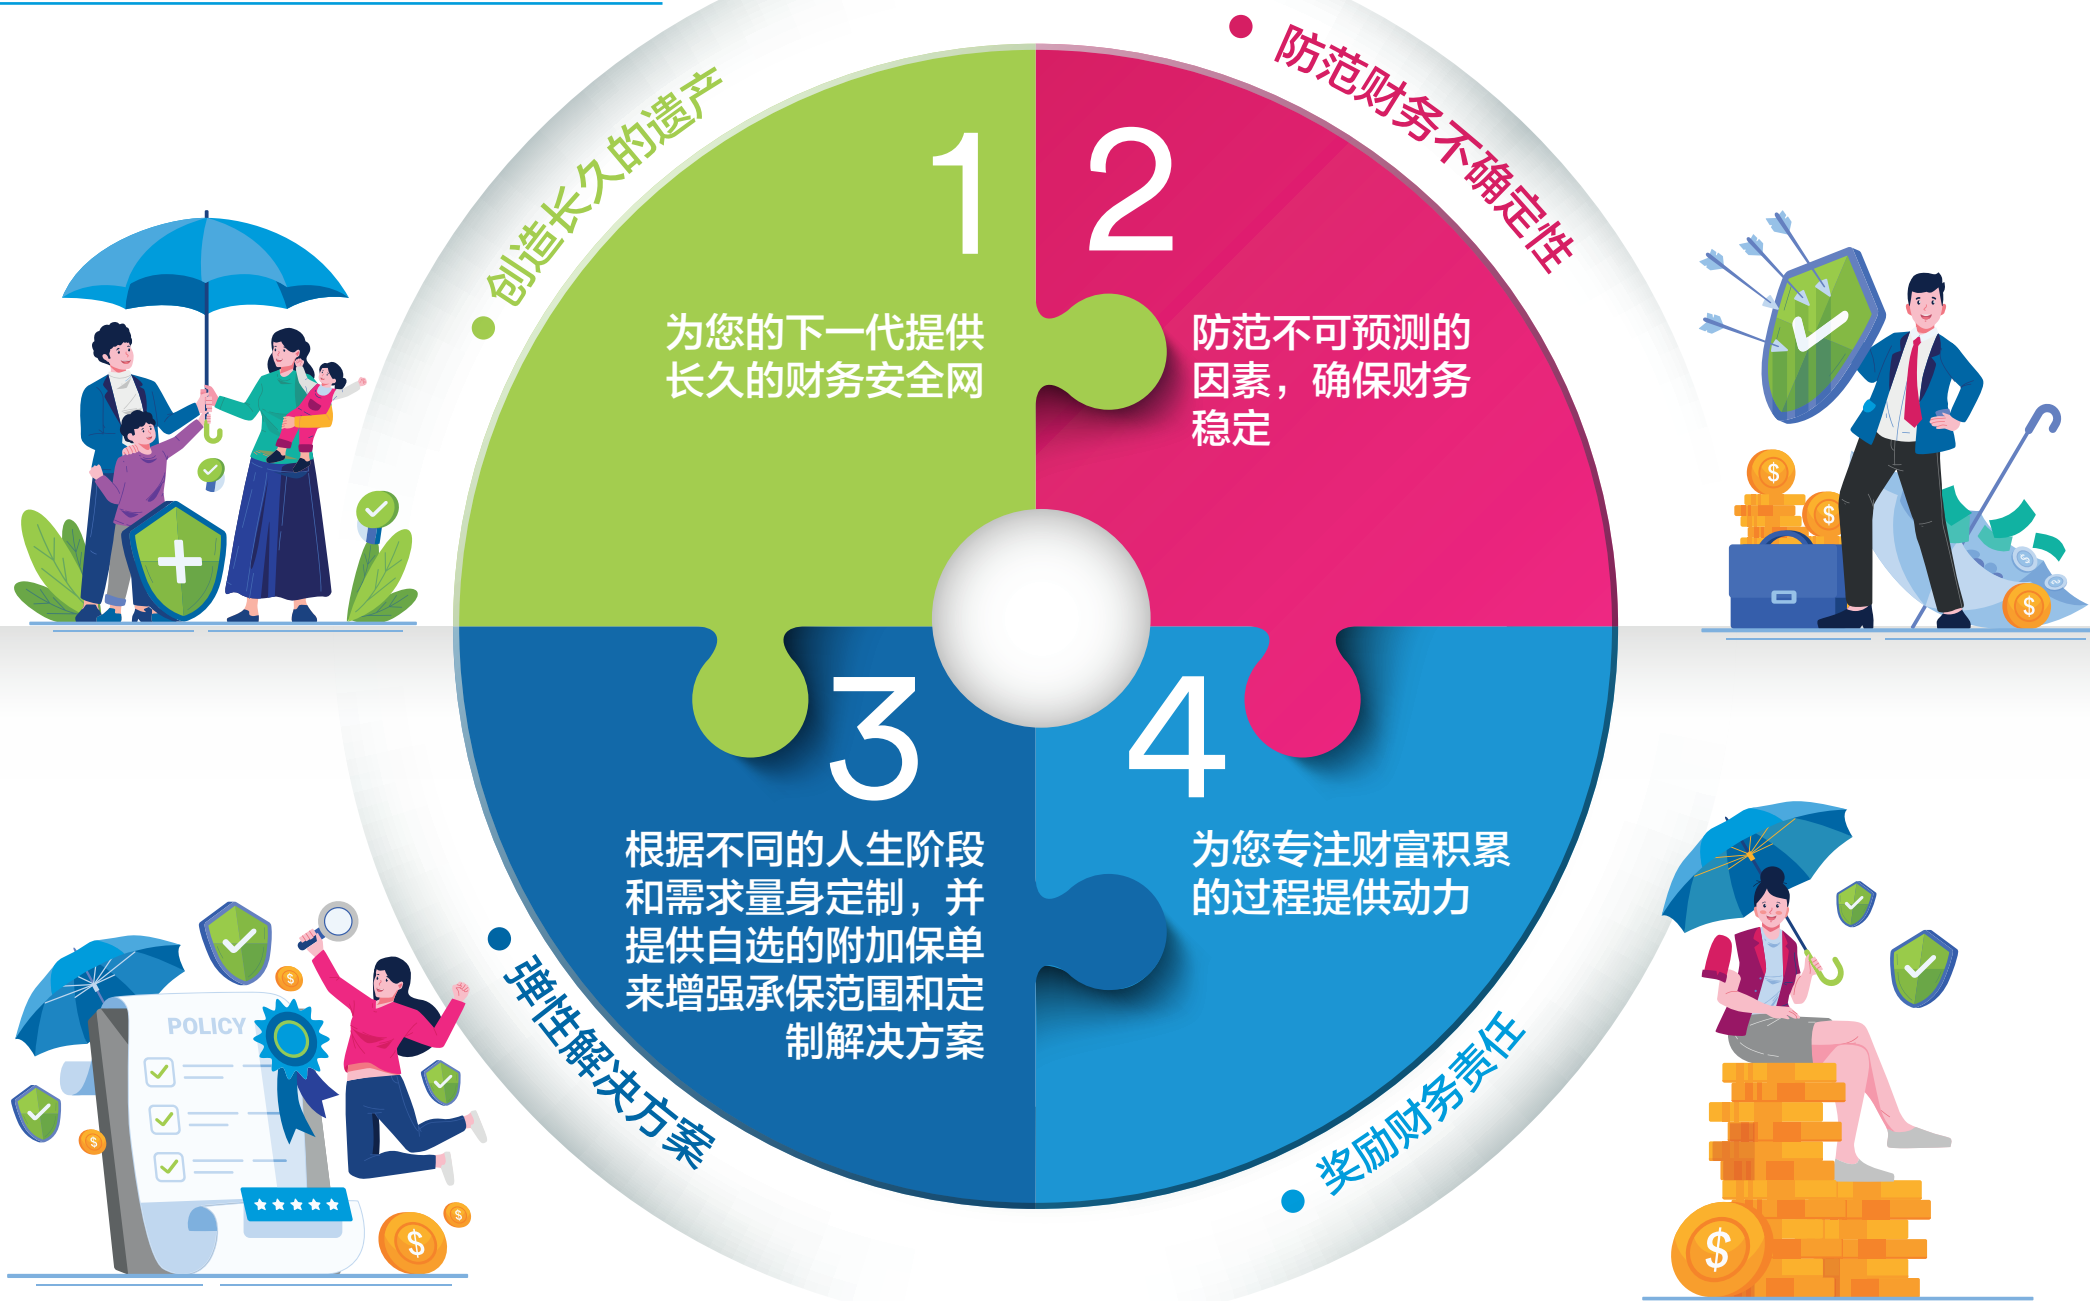 创造长久的遗产
1
为您的下一代提供
长久的财务安全网
防范财务不确定性
2
防范不可预测的
因素，确保财务
稳定
弹性解决方案
3
根据不同的人生阶段
和需求量身定制，并
提供自选的附加保单
来增强承保范围和定
制解决方案
奖励财务责任
4
为您专注财富积累
的过程提供动力
POLICY
$
$
$
$
$
$
$
$
$